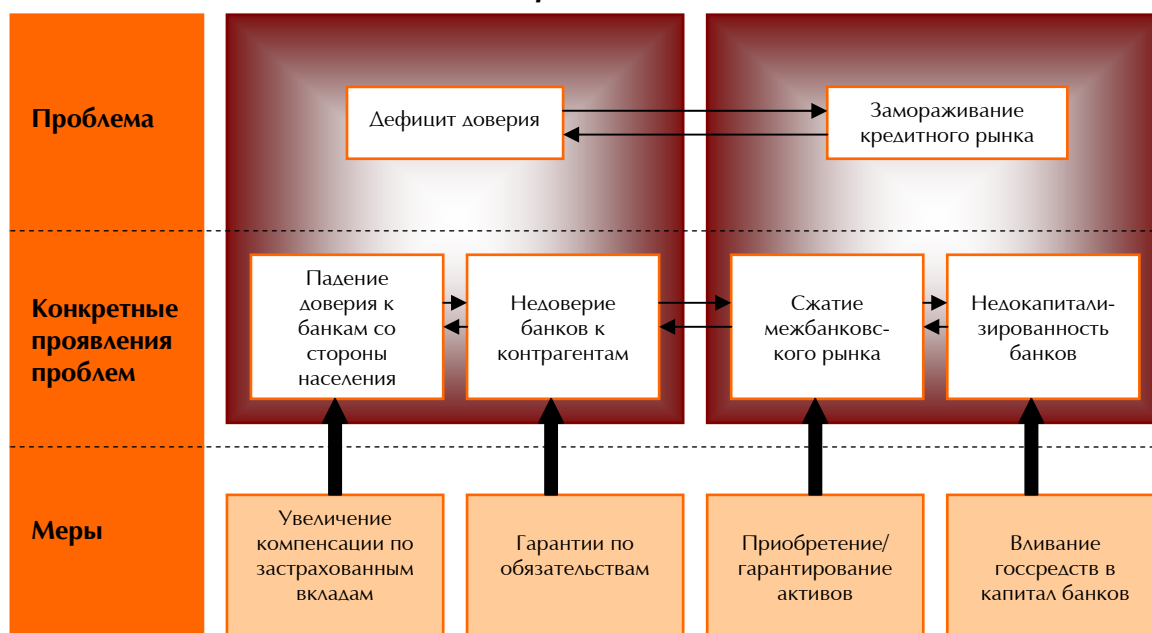 Проблема
Дефицит доверия
Замораживание
кредитного рынка
Конкретные
проявления
проблем
Падение
доверия к
банкам со
стороны
населения
Недоверие
банков к
контрагентам
Сжатие
межбанковс-
кого рынка
Недокапитали-
зированность
банков
Меры
Увеличение
компенсации по
застрахованным
вкладам
Гарантии по
обязательствам
Приобретение/
гарантирование
активов
Вливание
госсредств в
капитал банков